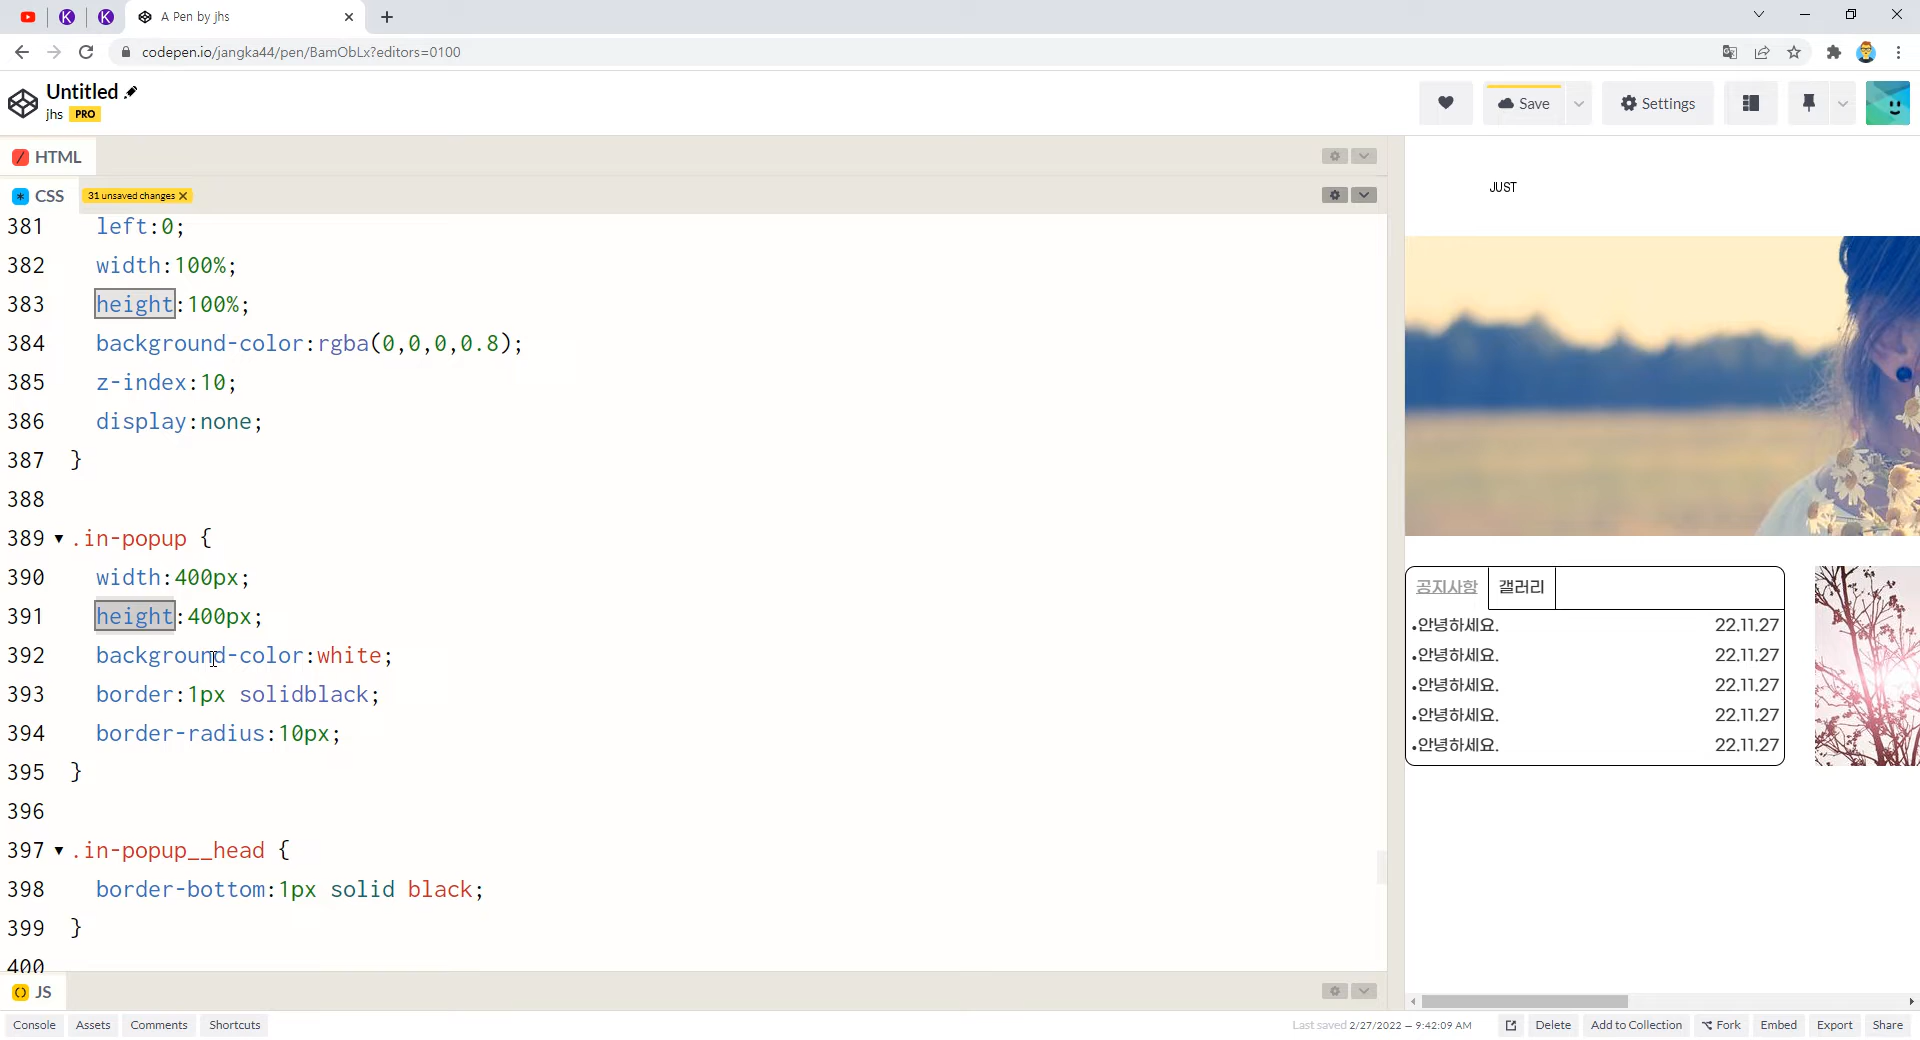 A Pen by jhs
codepen.io/jangka44/pen/BamObLx?editors=0100
Untitled
jhs PRO
Save
Settings
HTML
CSS
31 unsaved changes
381 left:0;
382 width:100%;
383 height:100%;
384 background-color:rgba(0,0,0,0.8);
385 z-index:10;
386 display:none;
387 }
388
389 .in-popup {
390 width:400px;
391 height:400px;
392 background-color:white;
393 border:1px solidblack;
394 border-radius:10px;
395 }
396
397 .in-popup__head {
398 border-bottom:1px solid black;
399 }
400
JS
JUST
공지사항 갤러리
•안녕하세요. 22.11.27
•안녕하세요. 22.11.27
•안녕하세요. 22.11.27
•안녕하세요. 22.11.27
•안녕하세요. 22.11.27
Console Assets Comments Shortcuts
Last saved 2/27/2022 — 9:42:09 AM
Delete Add to Collection Fork Embed Export Share